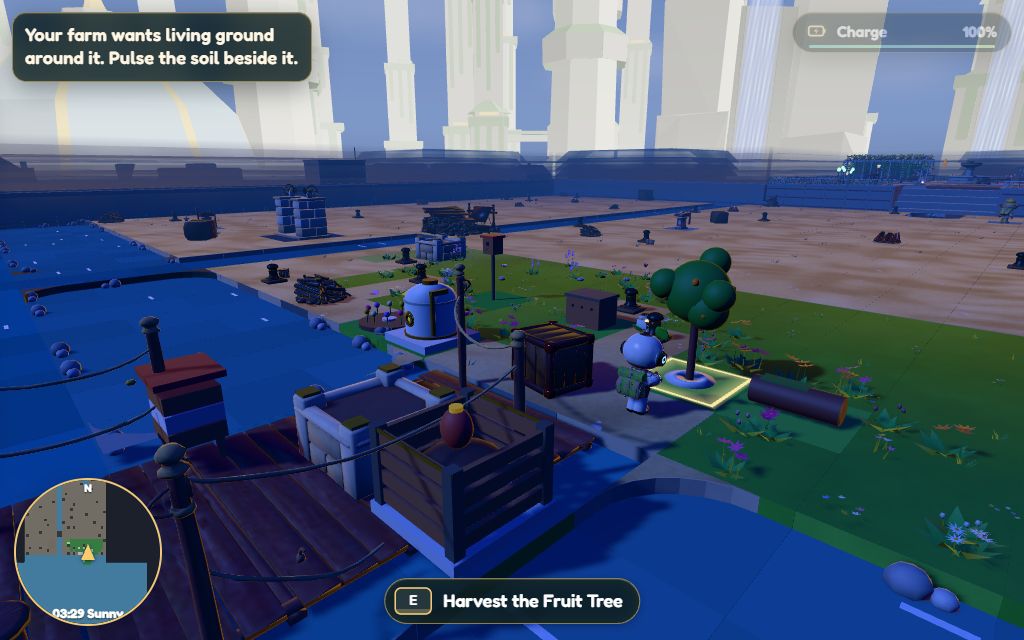 Your farm wants living ground
around it. Pulse the soil beside it.
Charge 100%
N
03:29 Sunny
E Harvest the Fruit Tree